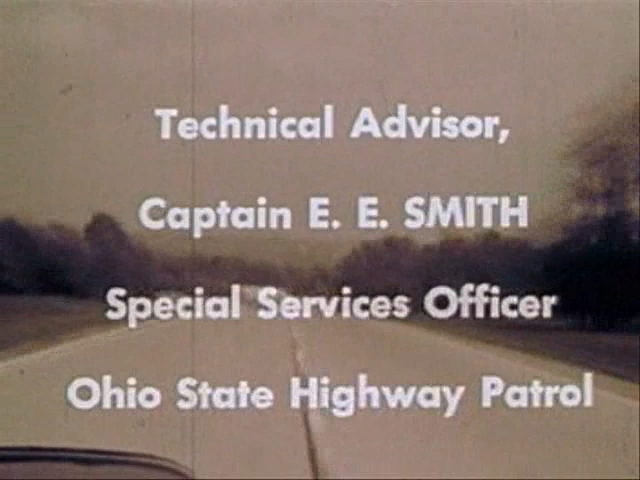 Technical Advisor,
Captain E. E. SMITH
Special Services Officer
Ohio State Highway Patrol